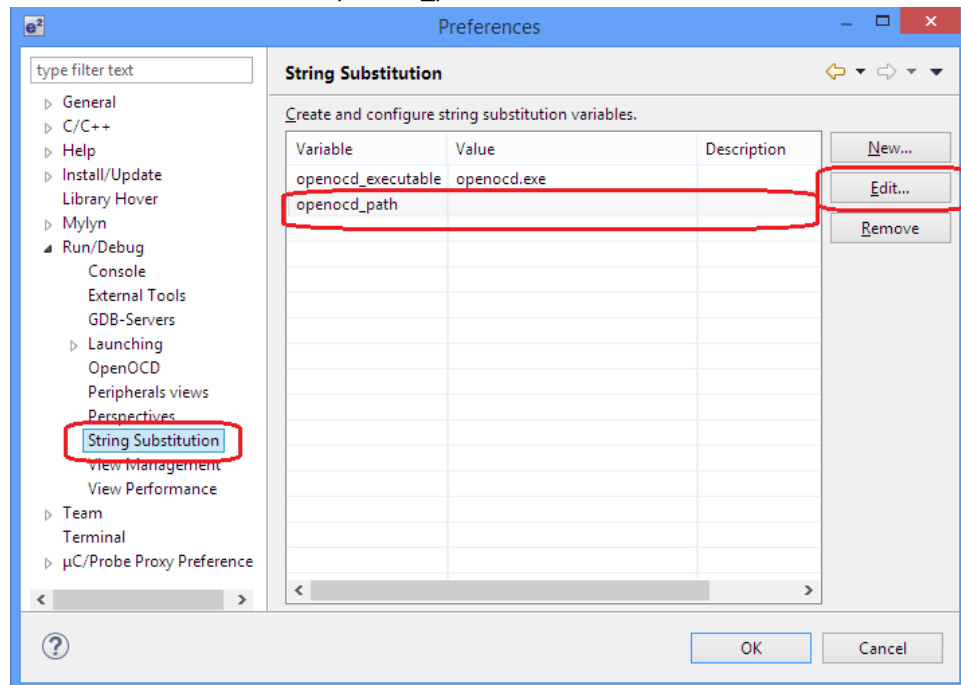 e²
Preferences
type filter text
General
C/C++
Help
Install/Update
Library Hover
Mylyn
Run/Debug
Console
External Tools
GDB-Servers
Launching
OpenOCD
Peripherals views
Perspectives
String Substitution
View Management
View Performance
Team
Terminal
µC/Probe Proxy Preference
String Substitution
Create and configure string substitution variables.
Variable Value Description
openocd_executable openocd.exe
openocd_path
New...
Edit...
Remove
?
OK Cancel